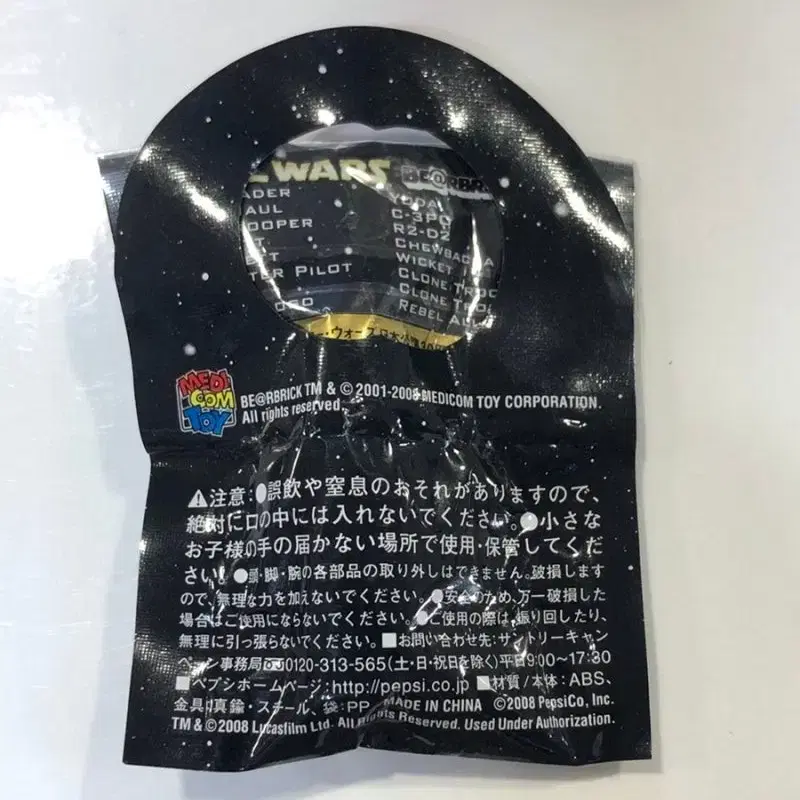 WARS BE@RBR
ADER YODA
AUL C-3PO
OOPER R2-D2
CHEWBACCA
ETT WICKET
TER PILOT CLONE TROO
CLONE TROO
REBEL ALL
MEDI
COM
TOY
BE@RBRICK TM & © 2001-2008 MEDICOM TOY CORPORATION.
All rights reserved.
⚠注意:●誤飲や窒息のおそれがありますので、
絶対に口の中には入れないでください。●小さな
お子様の手の届かない場所で使用・保管してくだ
さい。●頭・脚・腕の各部品の取り外しはできません。破損します
ので、無理な力を加えないでください。●安全のため、万一破損した
場合はご使用にならないでください。●ご使用の際は、振り回したり、
無理に引っ張らないでください。■お問い合わせ先:サントリーキャン
ペーン事務局☎0120-313-565(土・日・祝日を除く)平日9:00~17:30
■ペプシホームページ:http://pepsi.co.jp ■材質/本体:ABS、
金具:真鍮・スチール、袋:PP MADE IN CHINA ©2008 PepsiCo, Inc.
TM & ©2008 Lucasfilm Ltd. All Rights Reserved. Used Under Authorization.